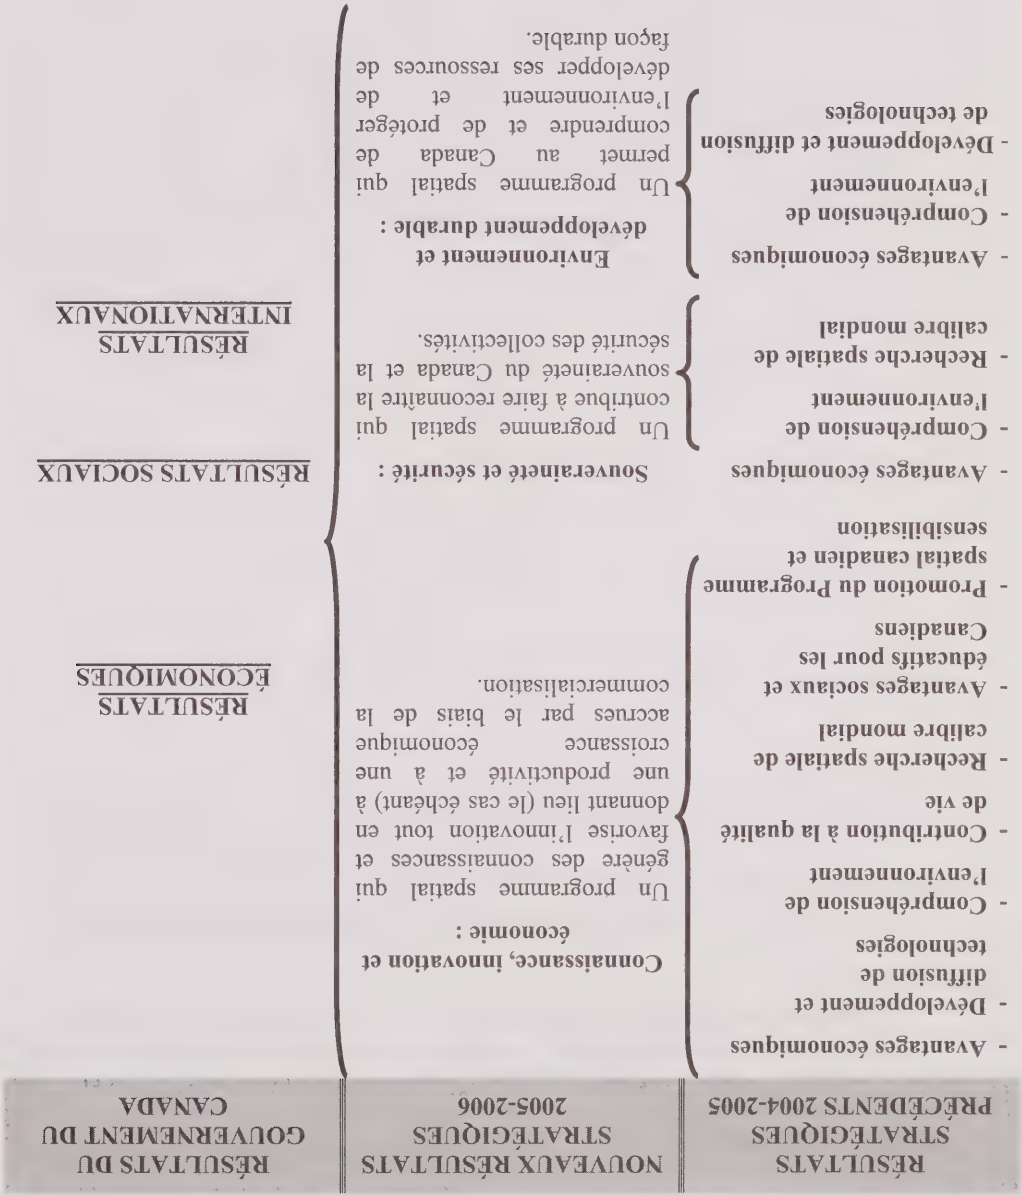 RÉSULTATS
STRATÉGIQUES
PRÉCÉDENTS 2004-2005
NOUVEAUX RÉSULTATS
STRATÉGIQUES
2005-2006
RÉSULTATS DU
GOUVERNEMENT DU
CANADA
- Avantages économiques
- Développement et
diffusion de
technologies
- Compréhension de
l'environnement
- Contribution à la qualité
de vie
- Recherche spatiale de
calibre mondial
- Avantages sociaux et
éducatifs pour les
Canadiens
- Promotion du Programme
spatial canadien et
sensibilisation
Connaissance, innovation et
économie :
Un programme spatial qui
génère des connaissances et
favorise l'innovation tout en
donnant lieu (le cas échéant) à
une productivité et à une
croissance économique
accrues par le biais de la
commercialisation.
- Avantages économiques
- Compréhension de
l'environnement
- Recherche spatiale de
calibre mondial
Souveraineté et sécurité :
Un programme spatial qui
contribue à faire reconnaître la
souveraineté du Canada et la
sécurité des collectivités.
- Avantages économiques
- Compréhension de
l'environnement
- Développement et diffusion
de technologies
Environnement et
développement durable :
Un programme spatial qui
permet au Canada de
comprendre et de protéger
l'environnement et de
développer ses ressources de
façon durable.
RÉSULTATS
ÉCONOMIQUES
RÉSULTATS SOCIAUX
RÉSULTATS
INTERNATIONAUX